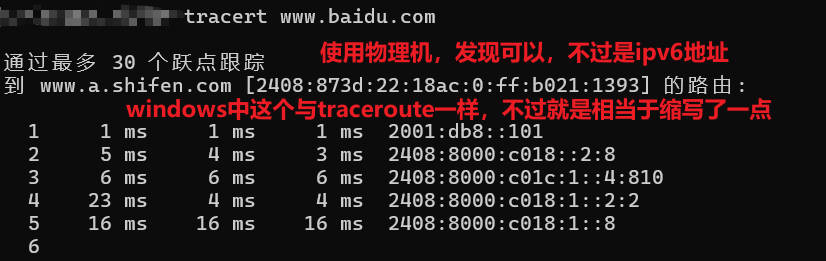 tracert www.baidu.com
通过最多 30 个跃点跟踪
使用物理机，发现可以，不过是ipv6地址
到 www.a.shifen.com [2408:873d:22:18ac:0:ff:b021:1393] 的路由:
windows中这个与traceroute一样，不过就是相当于缩写了一点
1 1 ms 1 ms 1 ms 2001:db8::101
2 5 ms 4 ms 3 ms 2408:8000:c018::2:8
3 6 ms 6 ms 6 ms 2408:8000:c01c:1::4:810
4 23 ms 4 ms 4 ms 2408:8000:c018:1::2:2
5 16 ms 16 ms 16 ms 2408:8000:c018:1::8
6